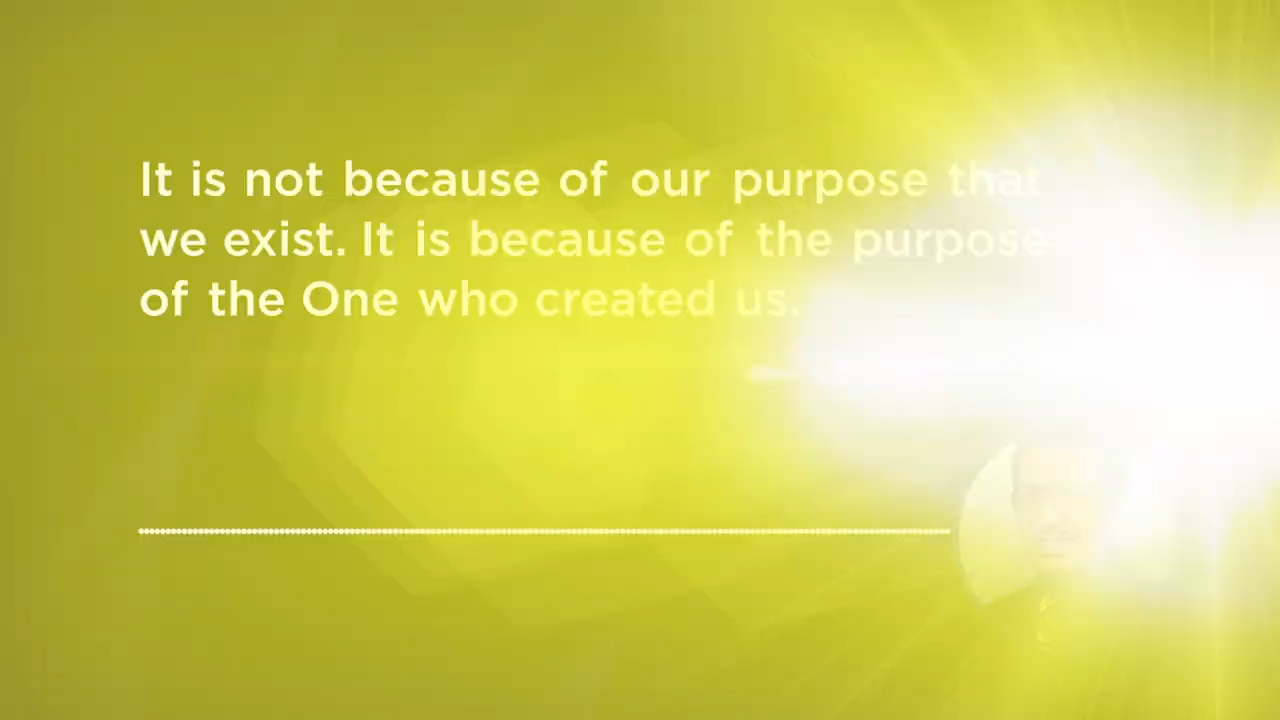 It is not because of our purpose that
we exist. It is because of the purpose
of the One who created us.